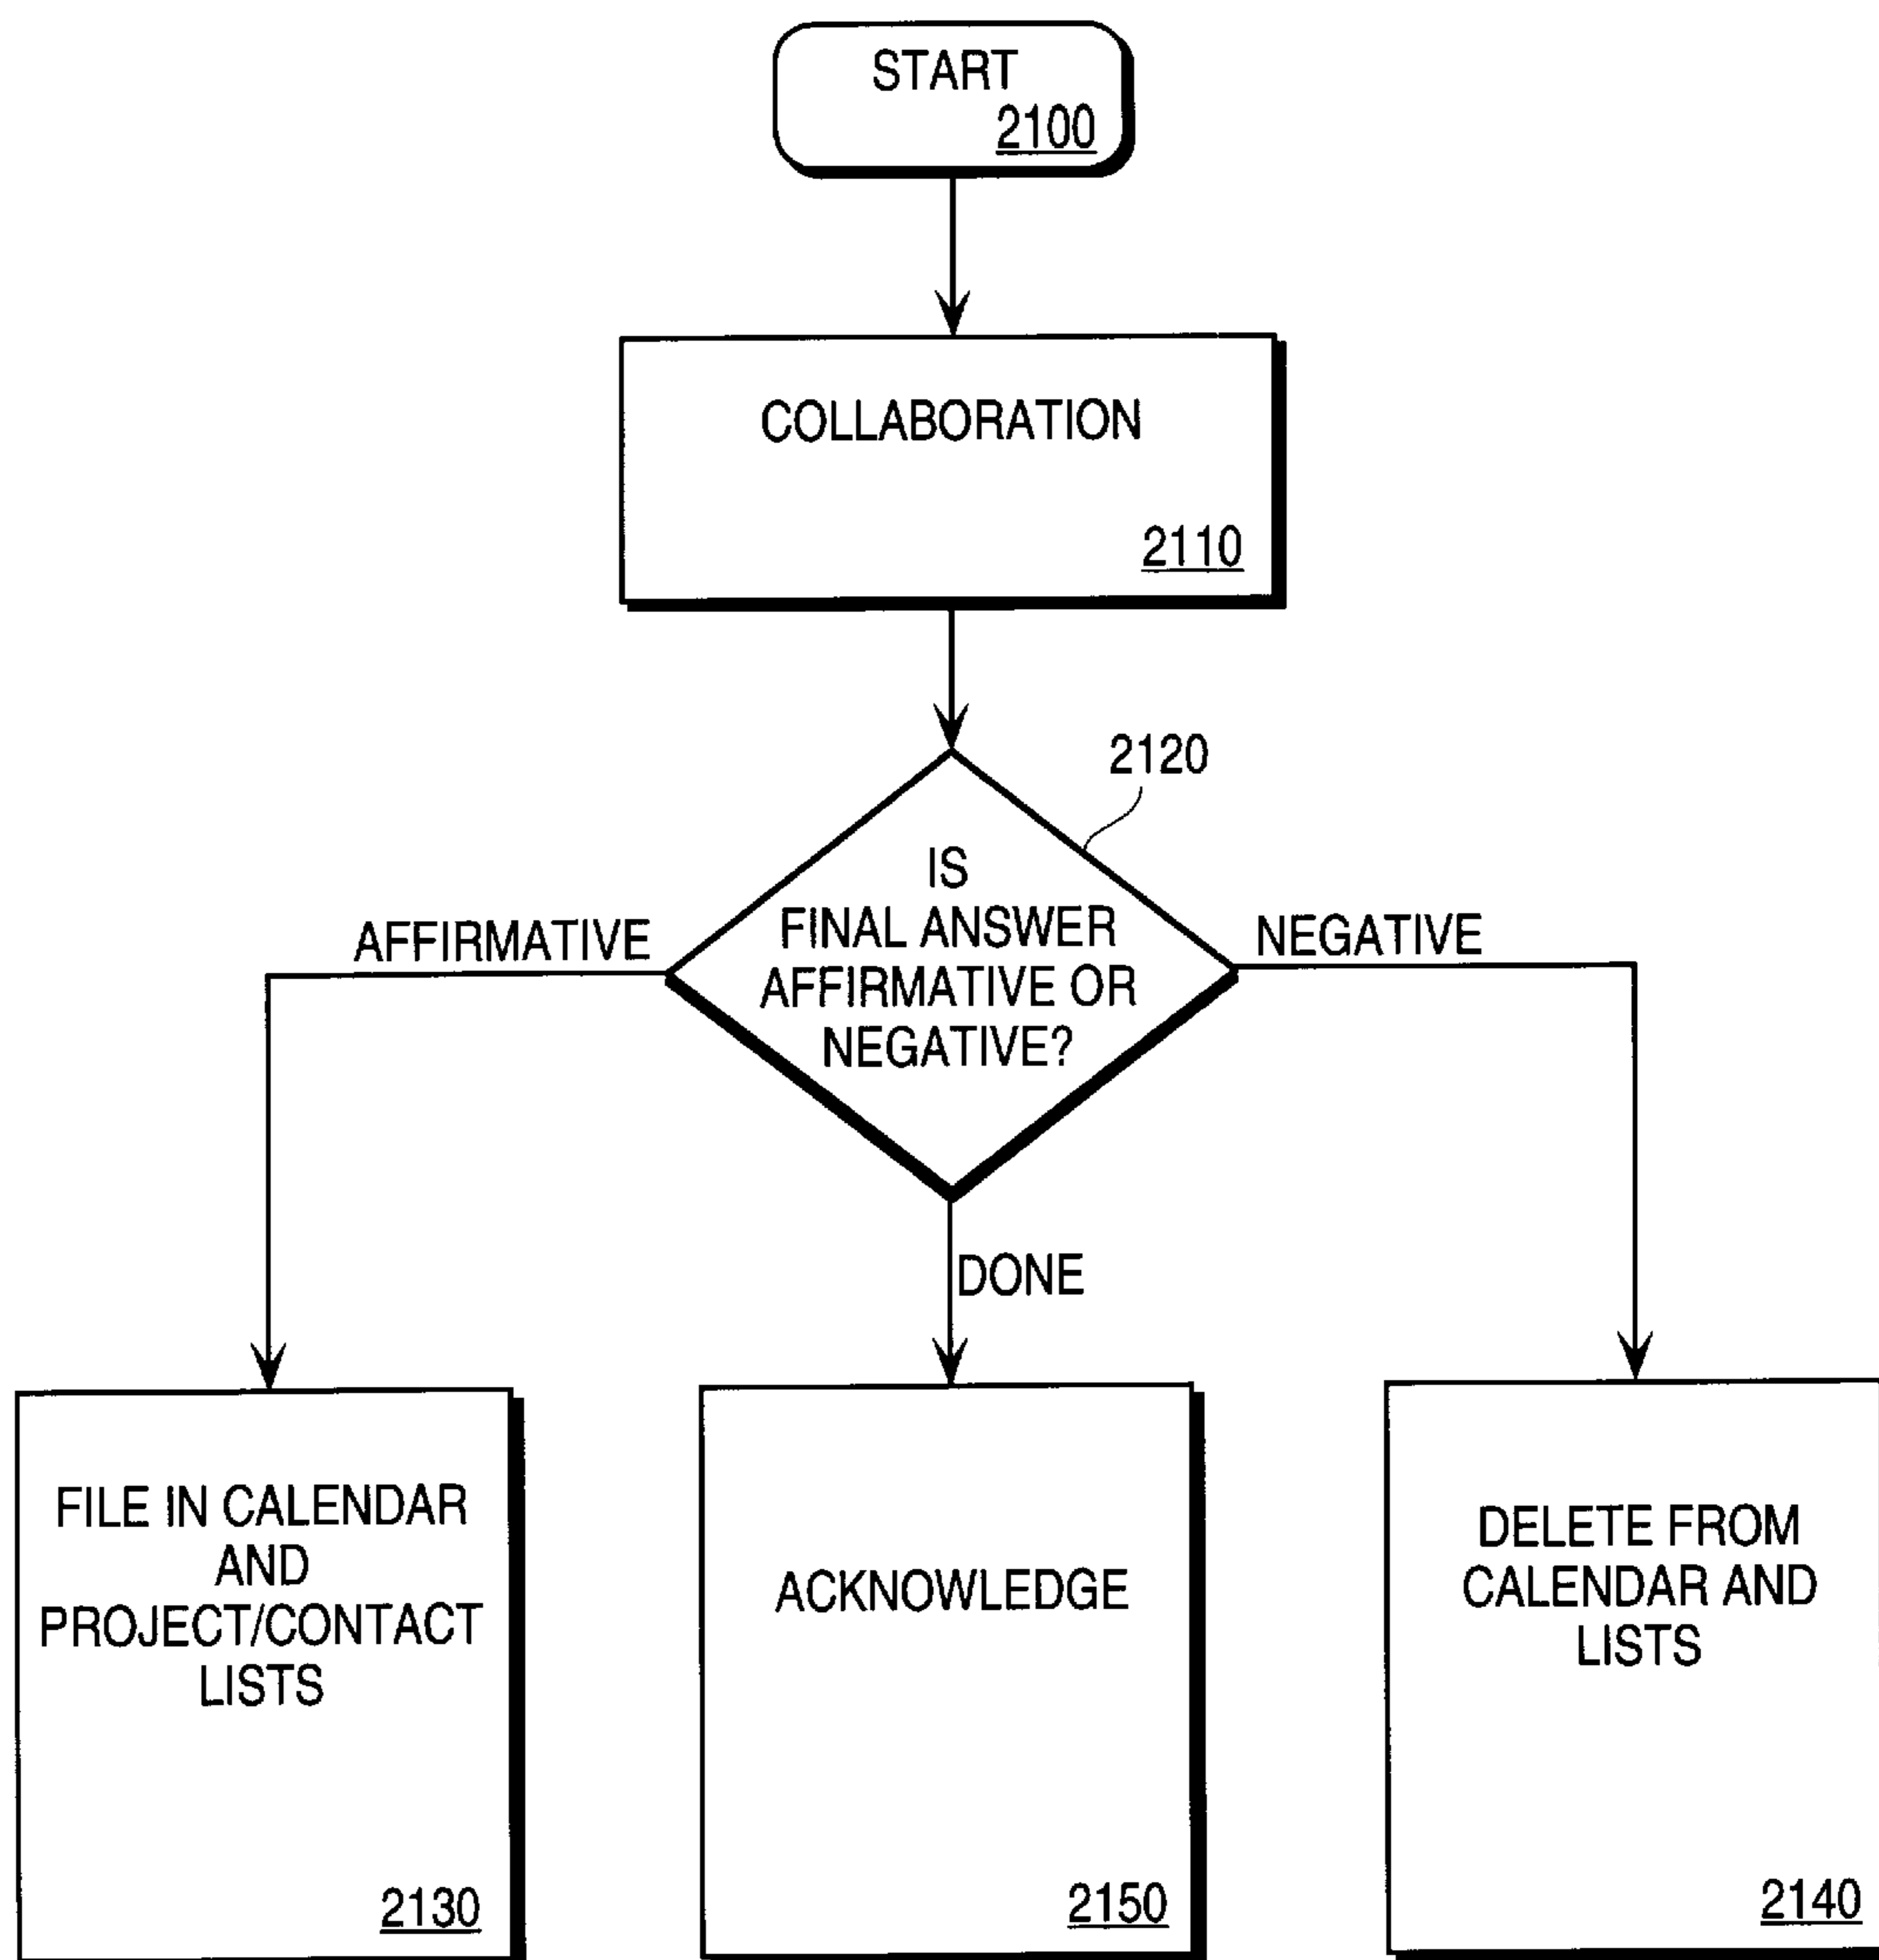 START
2100
COLLABORATION
2110
2120
IS
FINAL ANSWER
AFFIRMATIVE OR
NEGATIVE?
AFFIRMATIVE
NEGATIVE
DONE
FILE IN CALENDAR
AND
PROJECT/CONTACT
LISTS
2130
ACKNOWLEDGE
2150
DELETE FROM
CALENDAR AND
LISTS
2140